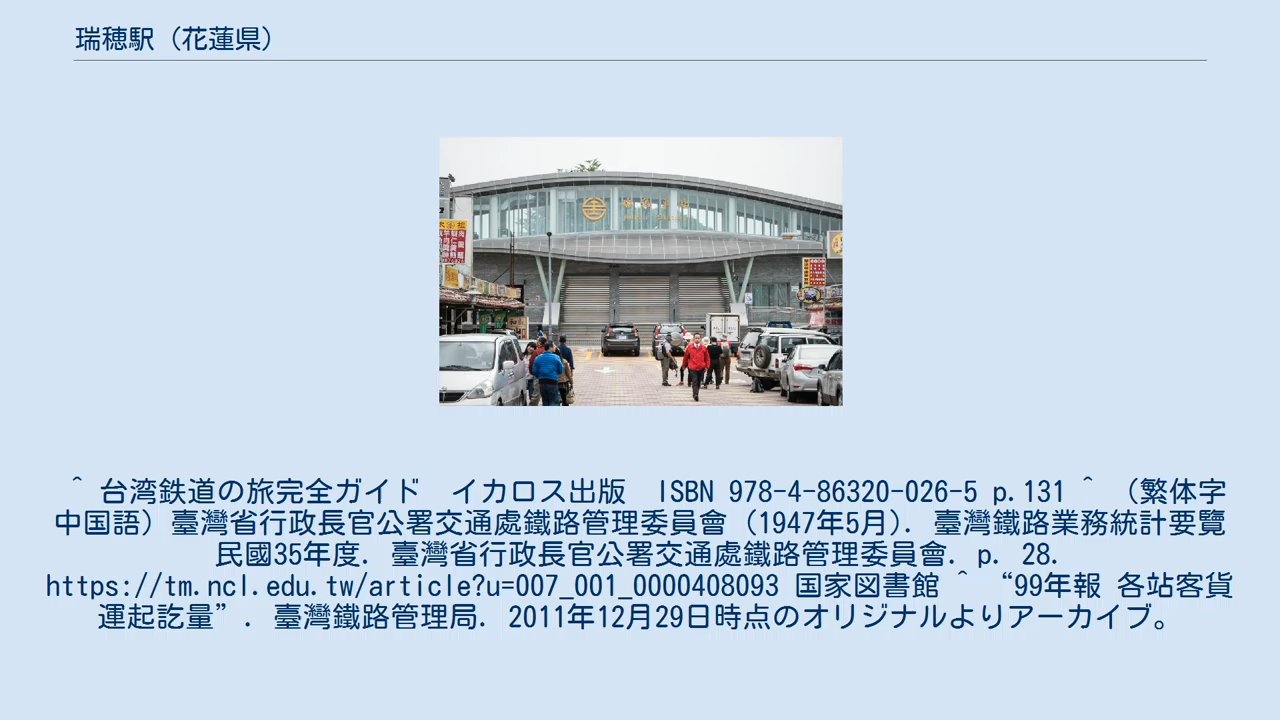 瑞穂駅（花蓮県）
＾ 台湾鉄道の旅完全ガイド　イカロス出版　ISBN 978-4-86320-026-5 p.131 ＾ （繁体字
中国語）臺灣省行政長官公署交通處鐵路管理委員會（1947年5月）. 臺灣鐵路業務統計要覽
民國35年度. 臺灣省行政長官公署交通處鐵路管理委員會. p. 28.
https://tm.ncl.edu.tw/article?u=007_001_0000408093 国家図書館 ＾ “99年報 各站客貨
運起訖量”. 臺灣鐵路管理局. 2011年12月29日時点のオリジナルよりアーカイブ。